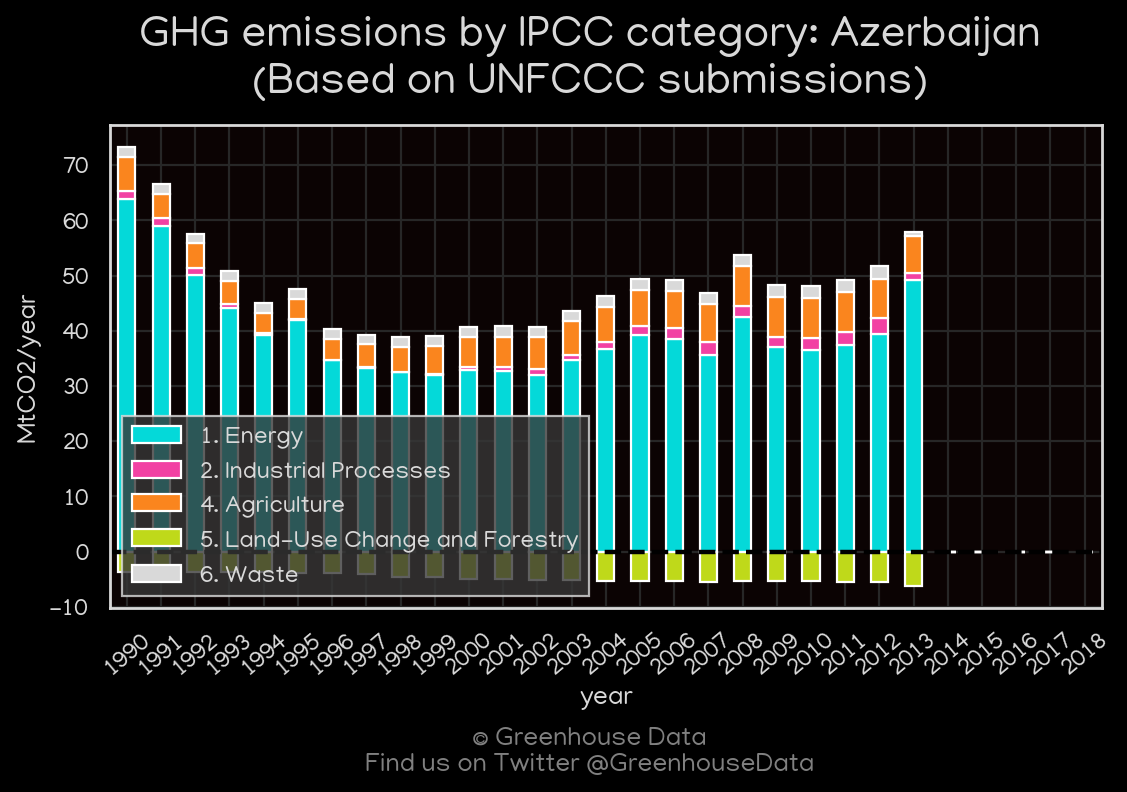 GHG emissions by IPCC category: Azerbaijan
(Based on UNFCCC submissions)
MtCO2/year
70
60
50
40
30
20
10
0
−10
1. Energy
2. Industrial Processes
4. Agriculture
5. Land-Use Change and Forestry
6. Waste
1990 1991 1992 1993 1994 1995 1996 1997 1998 1999 2000 2001 2002 2003 2004 2005 2006 2007 2008 2009 2010 2011 2012 2013 2014 2015 2016 2017 2018
year
© Greenhouse Data
Find us on Twitter @GreenhouseData